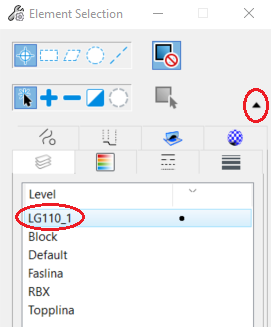 Element Selection
Level
LG110_1
Block
Default
Faslina
RBX
Topplina